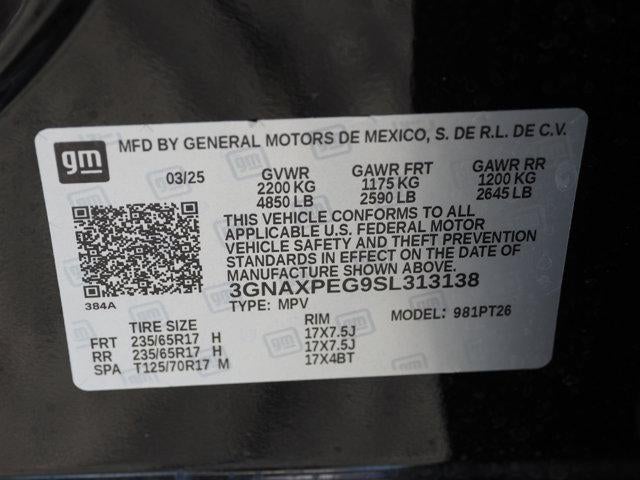 gm
MFD BY GENERAL MOTORS DE MEXICO, S. DE R.L. DE C.V.
03/25 GVWR GAWR FRT GAWR RR
2200 KG 1175 KG 1200 KG
4850 LB 2590 LB 2645 LB
THIS VEHICLE CONFORMS TO ALL
APPLICABLE U.S. FEDERAL MOTOR
VEHICLE SAFETY AND THEFT PREVENTION
STANDARDS IN EFFECT ON THE DATE OF
MANUFACTURE SHOWN ABOVE.
384A
3GNAXPEG9SL313138
TYPE: MPV MODEL: 981PT26
TIRE SIZE RIM
FRT 235/65R17 H 17X7.5J
RR 235/65R17 H 17X7.5J
SPA T125/70R17 M 17X4BT